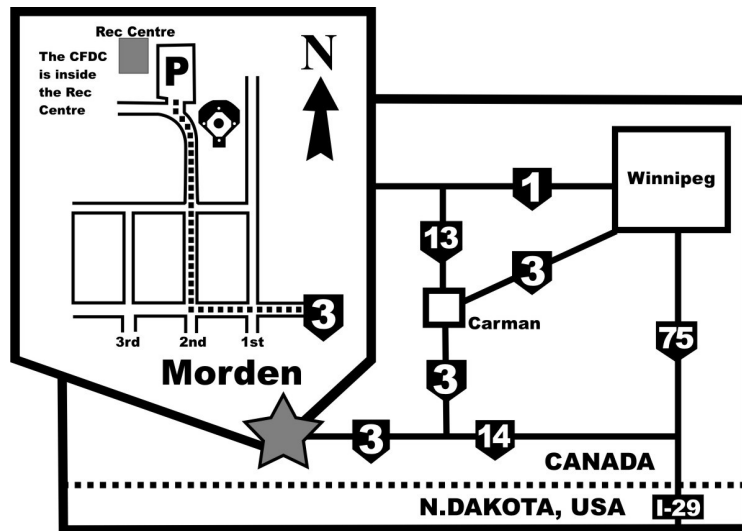 Rec Centre
The CFDC
is inside
the Rec
Centre
P
N
1
Winnipeg
13
3
Carman
3
3rd
2nd
1st
75
Morden
3
3
14
CANADA
N.DAKOTA, USA
I-29